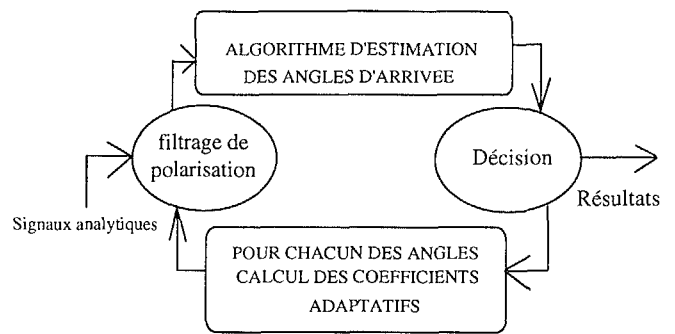 ALGORITHME D'ESTIMATION
DES ANGLES D'ARRIVEE
filtrage de
polarisation
Décision
Résultats
Signaux analytiques
POUR CHACUN DES ANGLES
CALCUL DES COEFFICIENTS
ADAPTATIFS